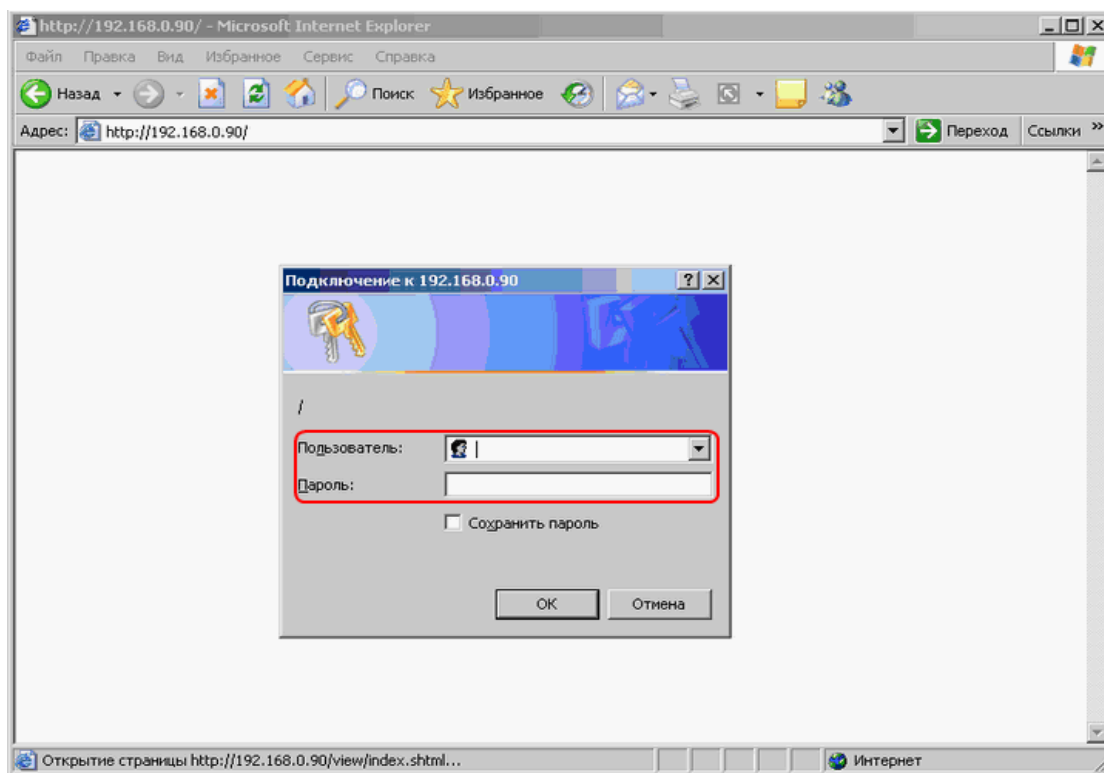 http://192.168.0.90/ - Microsoft Internet Explorer
Файл Правка Вид Избранное Сервис Справка
Назад Поиск Избранное
Адрес: http://192.168.0.90/ Переход Ссылки »
Подключение к 192.168.0.90
/
Пользователь:
Пароль:
Сохранить пароль
ОК Отмена
Открытие страницы http://192.168.0.90/view/index.shtml... Интернет